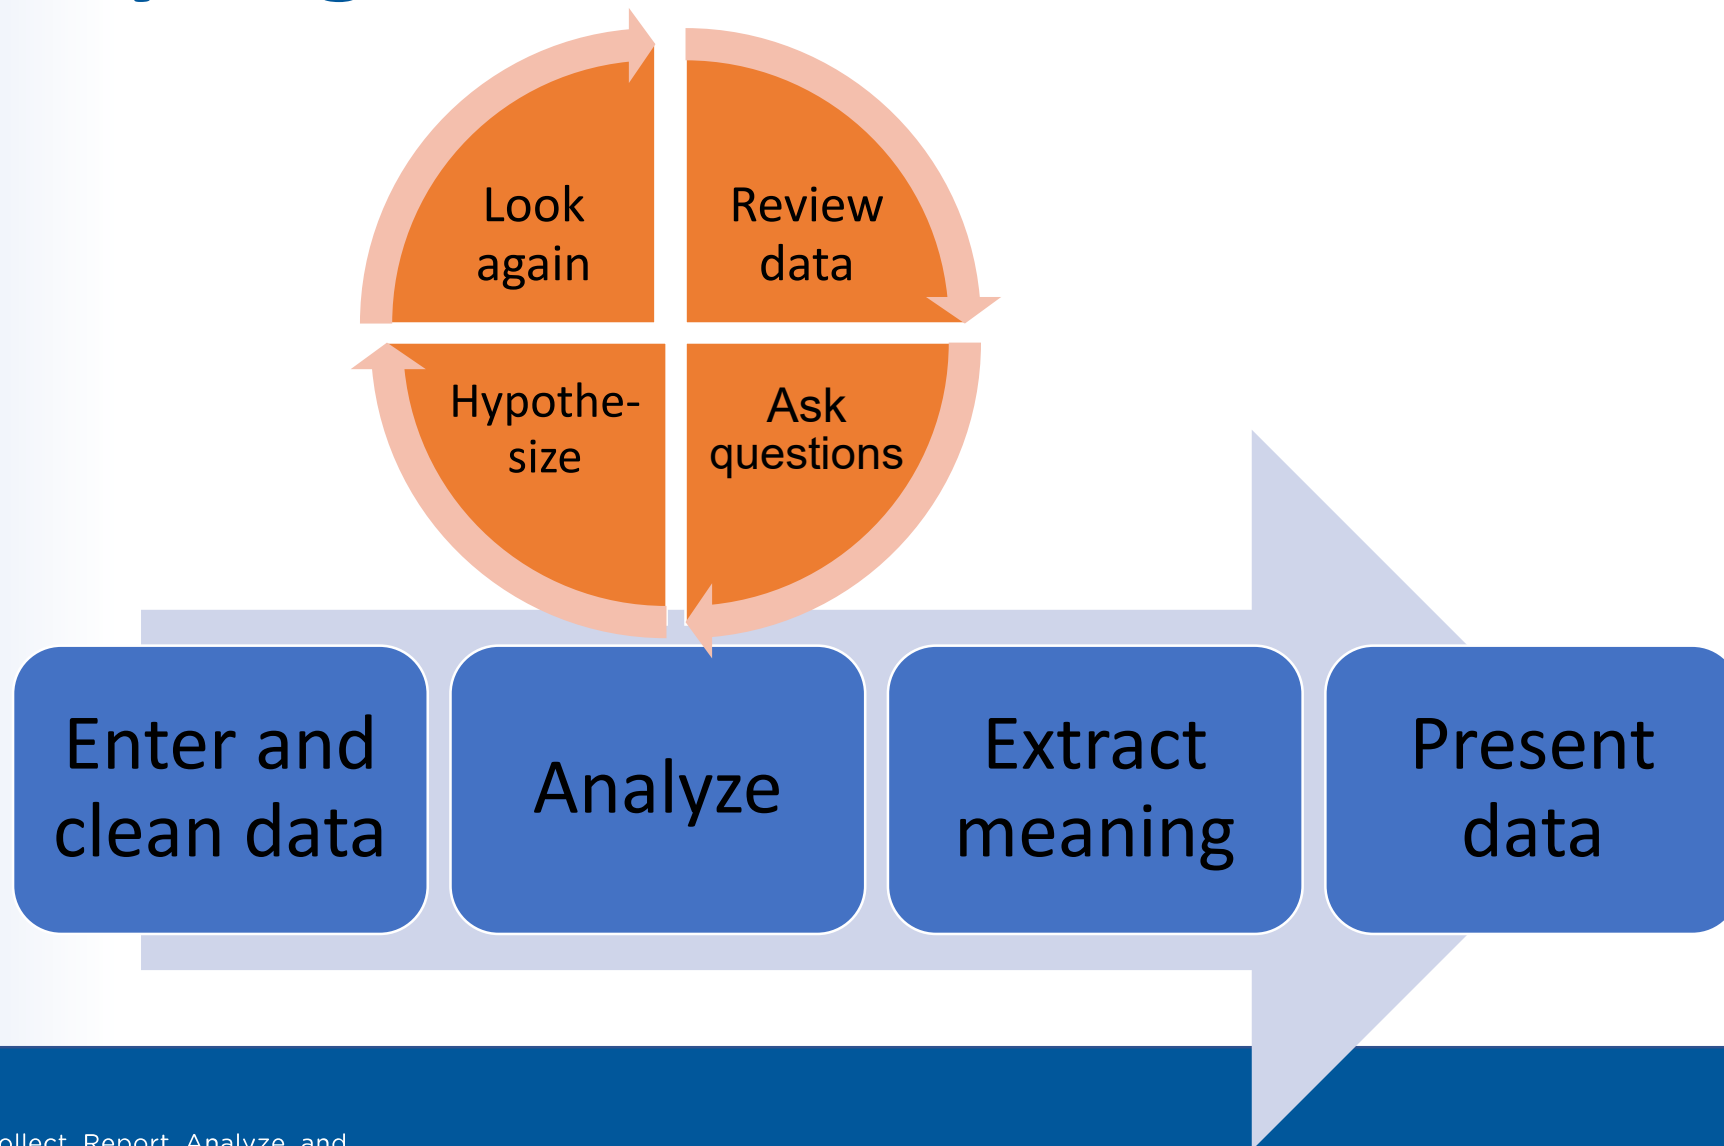 Look
again
Review
data
Hypothe-
size
Ask
questions
Enter and
clean data
Analyze
Extract
meaning
Present
data
Report, Analyze, and